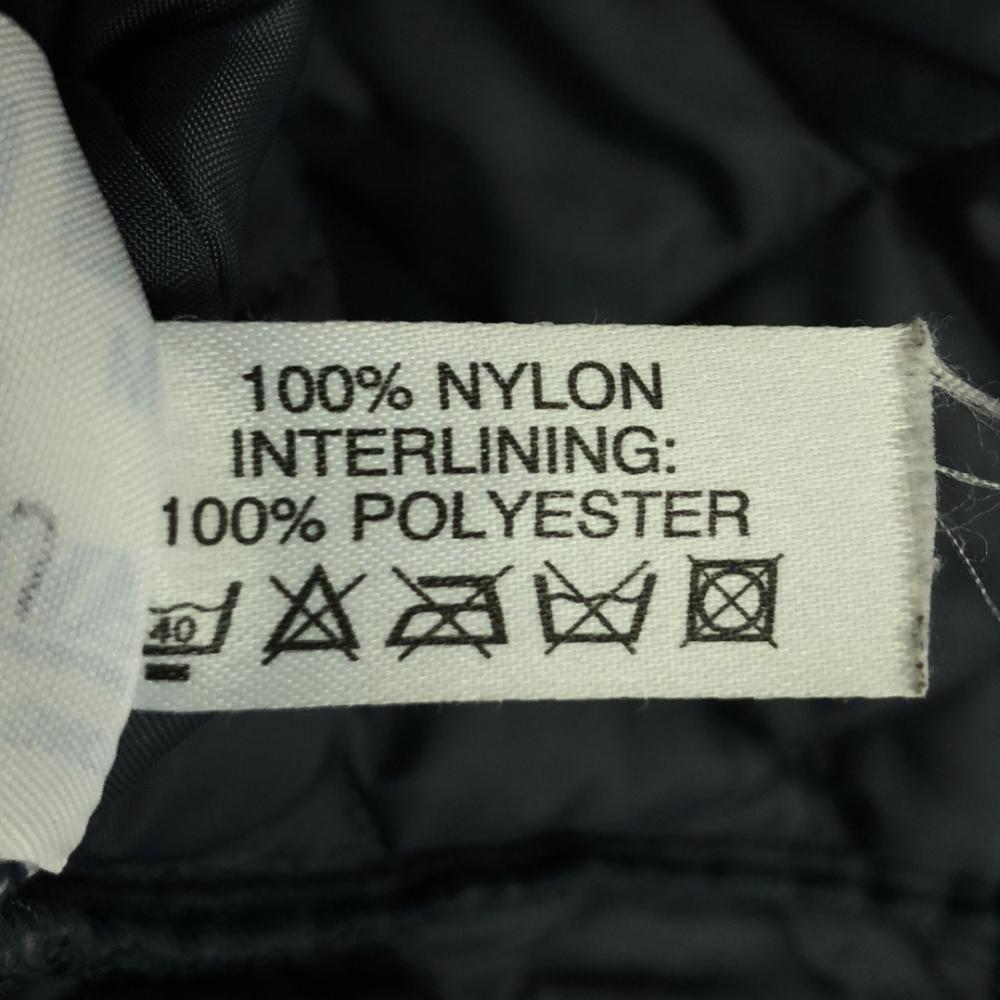 100% NYLON
INTERLINING:
100% POLYESTER
40